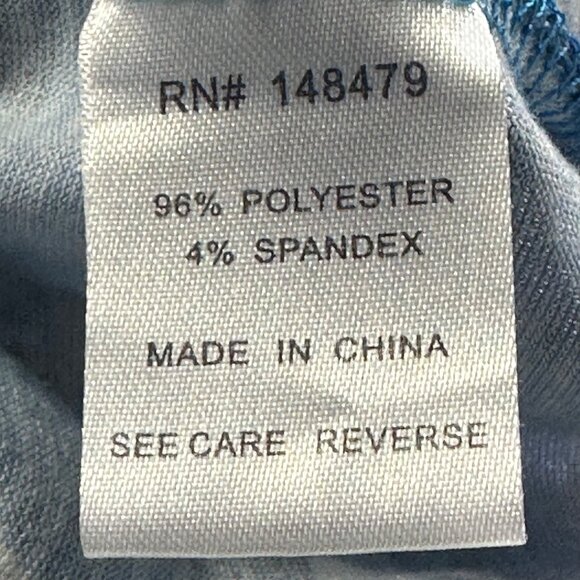 RN# 148479
96% POLYESTER
4% SPANDEX
MADE IN CHINA
SEE CARE REVERSE